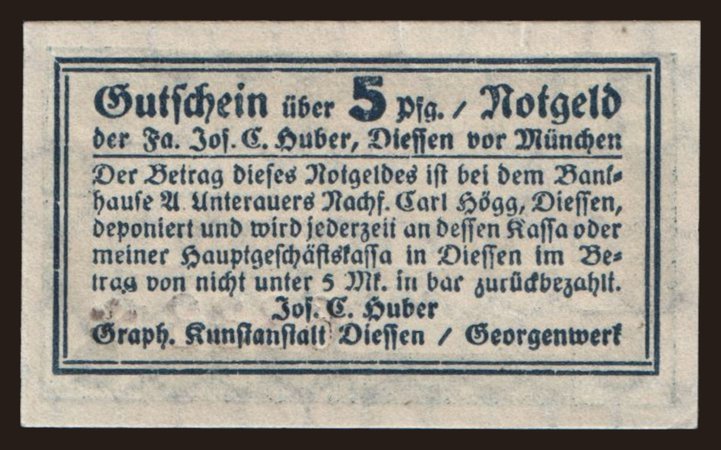 Gutschein über 5 Pfg. / Notgeld
der Fa. Jos. C. Huber, Diessen vor München
Der Betrag dieses Notgeldes ist bei dem Bank-
hause A. Unterauers Nachf. Carl Högg, Diessen,
deponiert und wird jederzeit an dessen Kassa oder
meiner Hauptgeschäftskassa in Diessen im Be-
trag von nicht unter 5 Mk. in bar zurückbezahlt.
Jos. C. Huber
Graph. Kunstanstalt Diessen / Georgenwerk